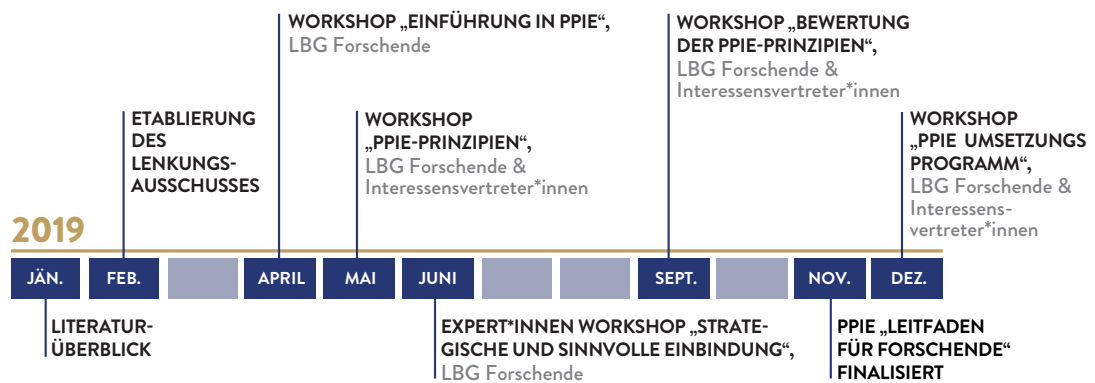 WORKSHOP „EINFÜHRUNG IN PPIE“,
LBG Forschende
WORKSHOP „BEWERTUNG
DER PPIE-PRINZIPIEN“,
LBG Forschende &
Interessensvertreter*innen
ETABLIERUNG
DES
LENKUNGS-
AUSSCHUSSES
WORKSHOP
„PPIE-PRINZIPIEN“,
LBG Forschende &
Interessensvertreter*innen
WORKSHOP
„PPIE UMSETZUNGS
PROGRAMM“,
LBG Forschende &
Interessens-
vertreter*innen
2019
JÄN.
FEB.
APRIL
MAI
JUNI
SEPT.
NOV.
DEZ.
LITERATUR-
ÜBERBLICK
EXPERT*INNEN WORKSHOP „STRATE-
GISCHE UND SINNVOLLE EINBINDUNG“,
LBG Forschende
PPIE „LEITFADEN
FÜR FORSCHENDE“
FINALISIERT